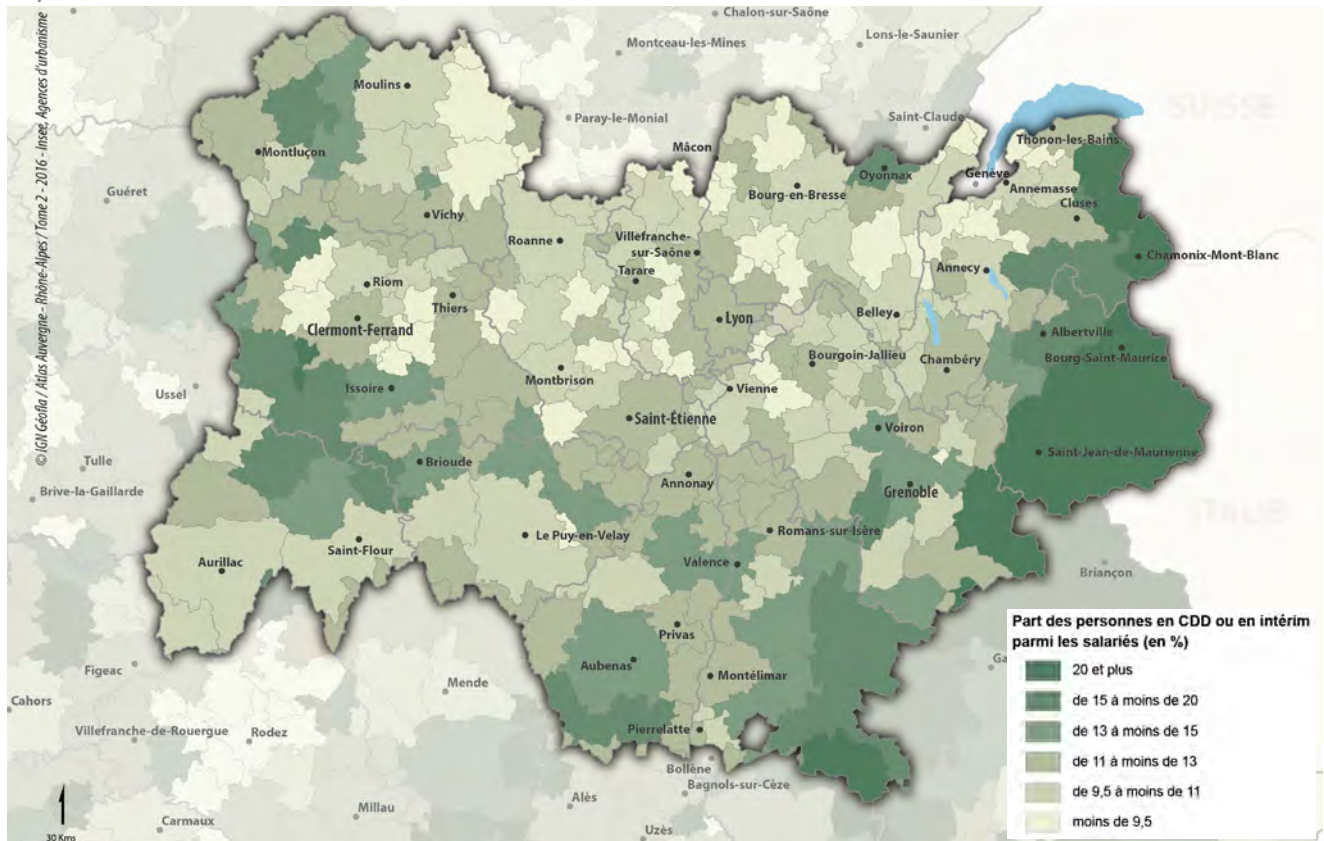 © IGN Géofla / Atlas Auvergne - Rhône-Alpes / Tome 2 - 2016 - Insee, Agences d'urbanisme
Chalon-sur-Saône
Lons-le-Saunier
Montceau-les-Mines
Moulins
SUISSE
Paray-le-Monial
Saint-Claude
Thonon-les-Bains
Mâcon
Montluçon
Oyonnax
Genève
Guéret
Bourg-en-Bresse
Annemasse
Cluses
Vichy
Roanne
Villefranche-
sur-Saône
Chamonix-Mont-Blanc
Annecy
Tarare
Riom
Thiers
Clermont-Ferrand
Lyon
Belley
Albertville
Bourg-Saint-Maurice
Bourgoin-Jallieu
Chambéry
Montbrison
Issoire
Vienne
Ussel
Saint-Étienne
Voiron
Saint-Jean-de-Maurienne
Tulle
Brioude
Brive-la-Gaillarde
Annonay
Grenoble
ITALIE
Le Puy-en-Velay
Romans-sur-Isère
Saint-Flour
Aurillac
Valence
Briançon
Privas
Part des personnes en CDD ou en intérim
parmi les salariés (en %)
Aubenas
Figeac
20 et plus
Montélimar
Mende
de 15 à moins de 20
Cahors
Pierrelatte
Villefranche-de-Rouergue
Rodez
de 13 à moins de 15
Bollène
de 11 à moins de 13
Bagnols-sur-Cèze
Alès
de 9,5 à moins de 11
Millau
Carmaux
Uzès
moins de 9,5
30 Kms